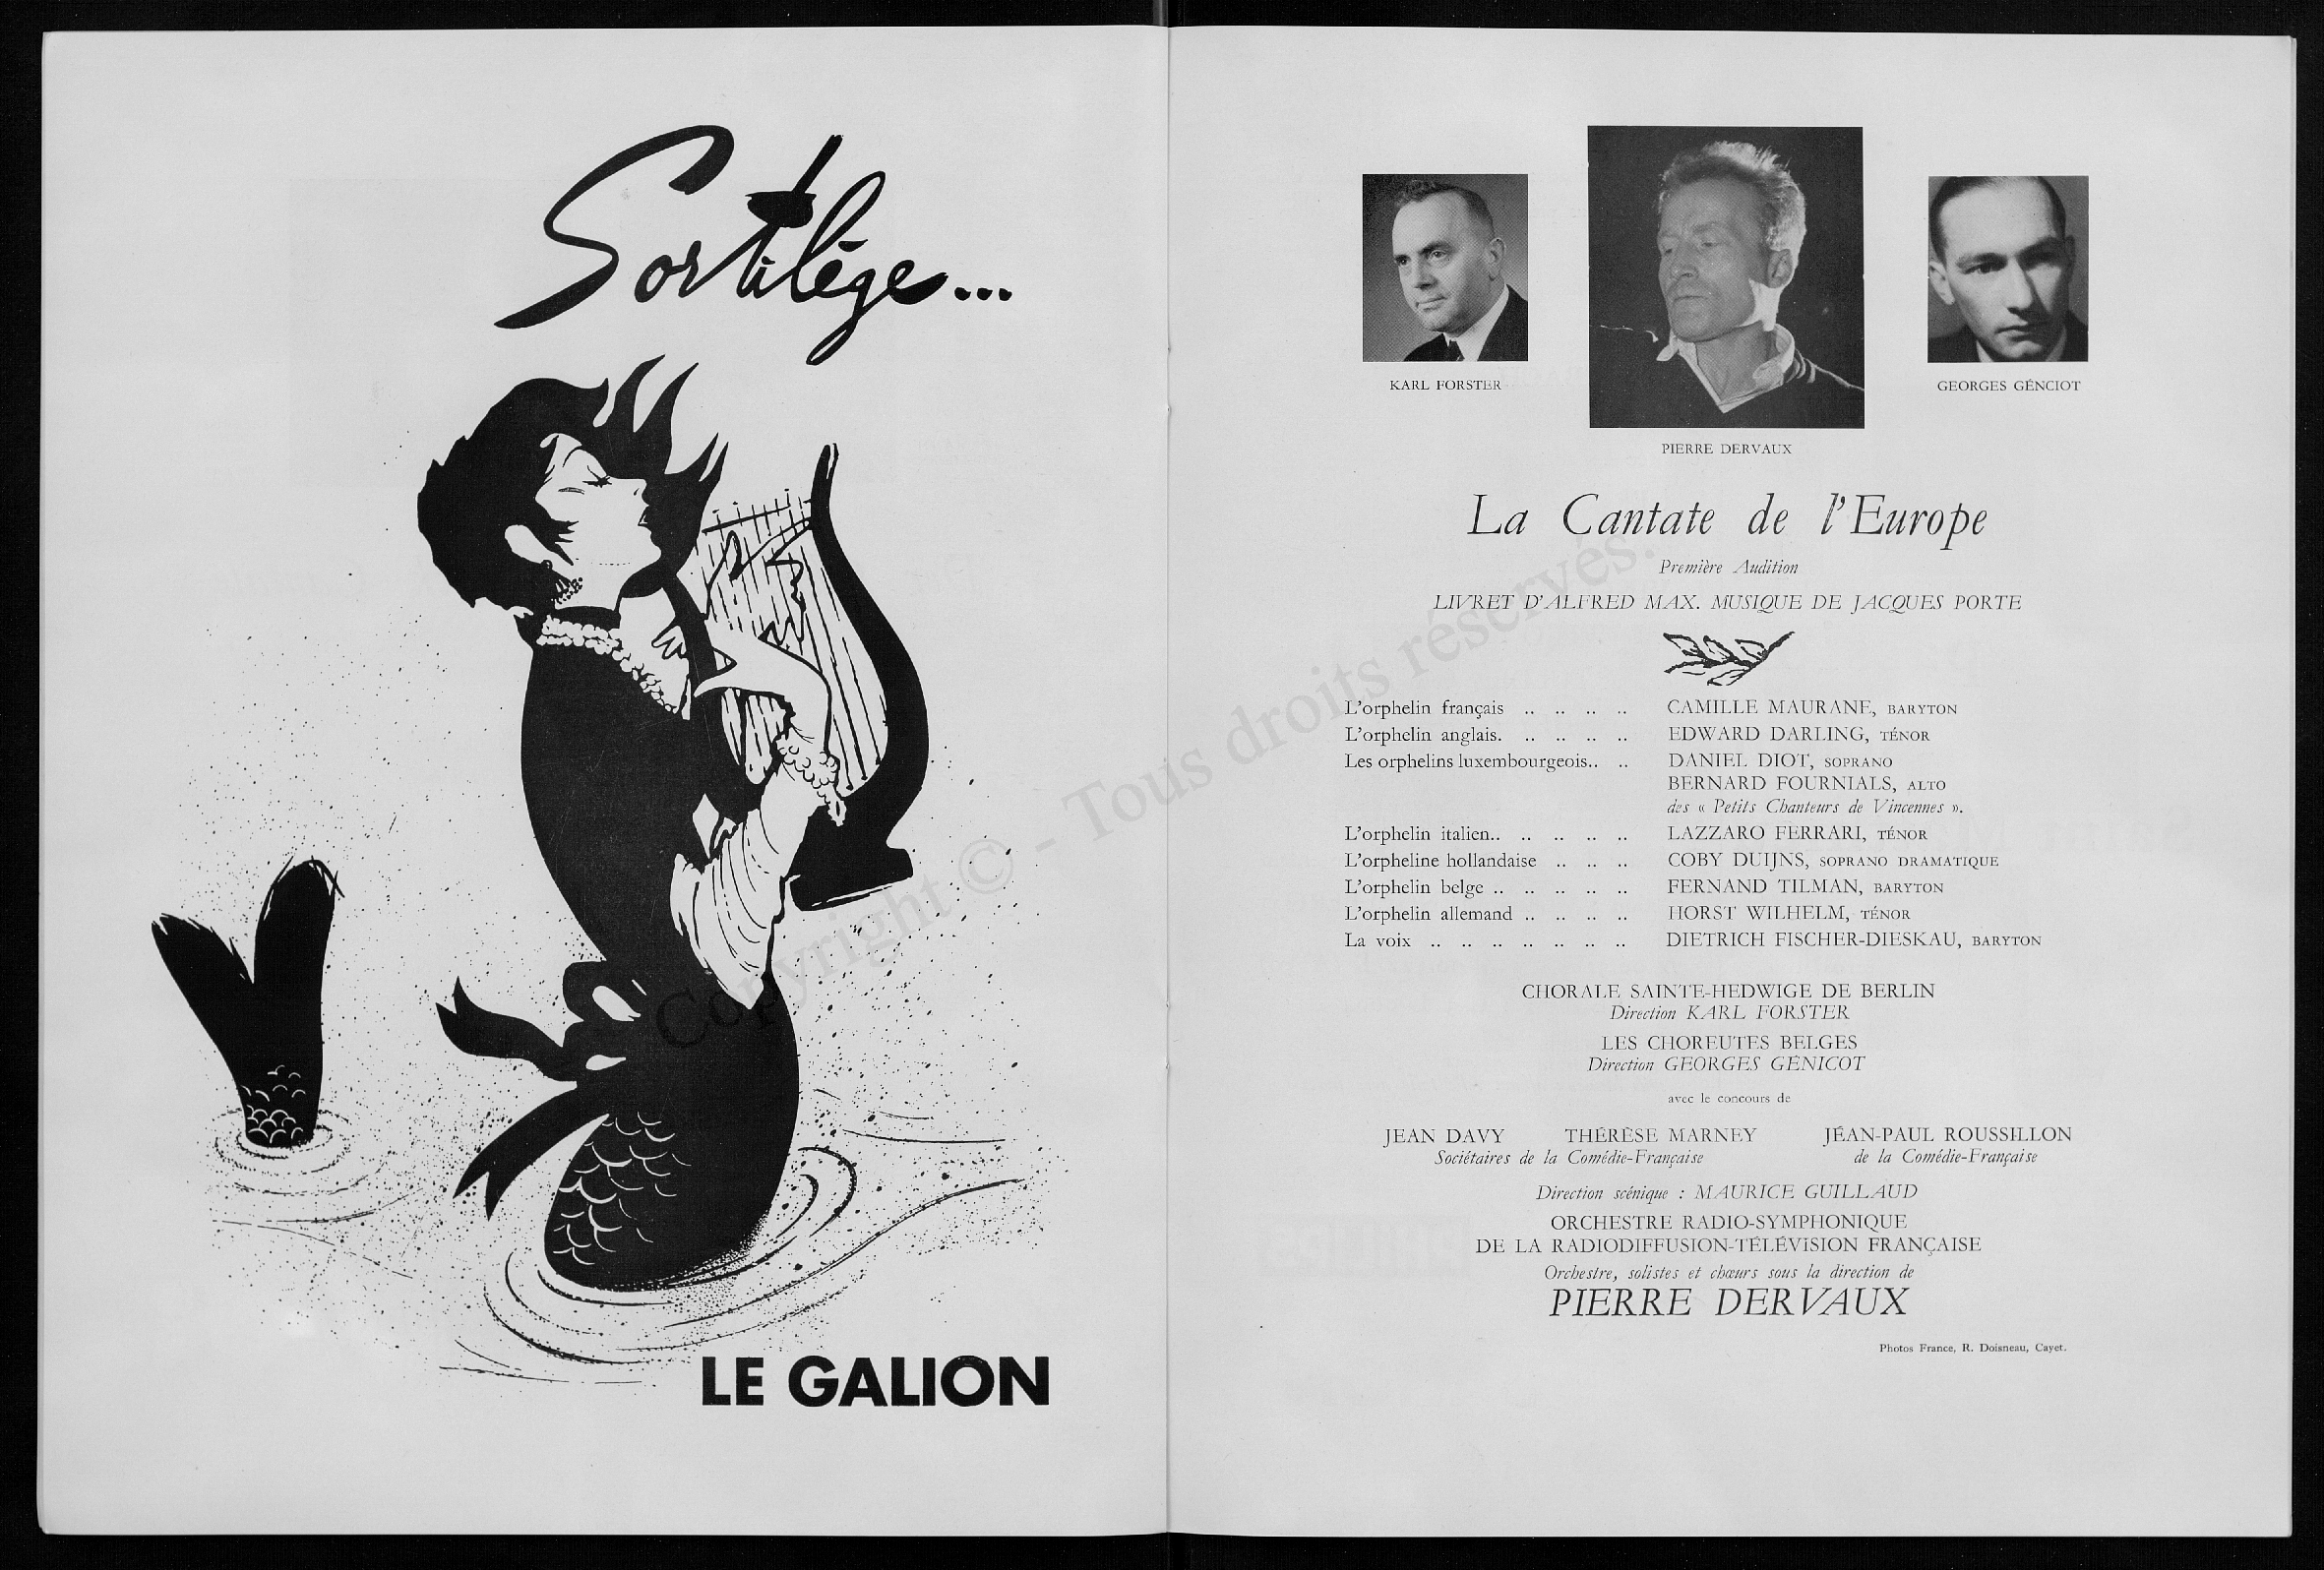 Sortilège...
LE GALION
KARL FORSTER
PIERRE DERVAUX
GEORGES GÉNCIOT
La Cantate de l'Europe
Première Audition
LIVRET D'ALFRED MAX. MUSIQUE DE JACQUES PORTE
L'orphelin français .. .. .. .. CAMILLE MAURANE, BARYTON
L'orphelin anglais. .. .. .. .. EDWARD DARLING, TÉNOR
Les orphelins luxembourgeois.. .. DANIEL DIOT, SOPRANO
BERNARD FOURNIALS, ALTO
des « Petits Chanteurs de Vincennes ».
L'orphelin italien.. .. .. .. .. LAZZARO FERRARI, TÉNOR
L'orpheline hollandaise .. .. .. COBY DUIJNS, SOPRANO DRAMATIQUE
L'orphelin belge .. .. .. .. .. FERNAND TILMAN, BARYTON
L'orphelin allemand .. .. .. .. HORST WILHELM, TÉNOR
La voix .. .. .. .. .. .. .. DIETRICH FISCHER-DIESKAU, BARYTON
CHORALE SAINTE-HEDWIGE DE BERLIN
Direction KARL FORSTER
LES CHOREUTES BELGES
Direction GEORGES GÉNICOT
avec le concours de
JEAN DAVY THÉRÈSE MARNEY JÉAN-PAUL ROUSSILLON
Sociétaires de la Comédie-Française de la Comédie-Française
Direction scénique : MAURICE GUILLAUD
ORCHESTRE RADIO-SYMPHONIQUE
DE LA RADIODIFFUSION-TÉLÉVISION FRANÇAISE
Orchestre, solistes et chœurs sous la direction de
PIERRE DERVAUX
Photos France, R. Doisneau, Cayet.
Copyright © - Tous droits réservés.